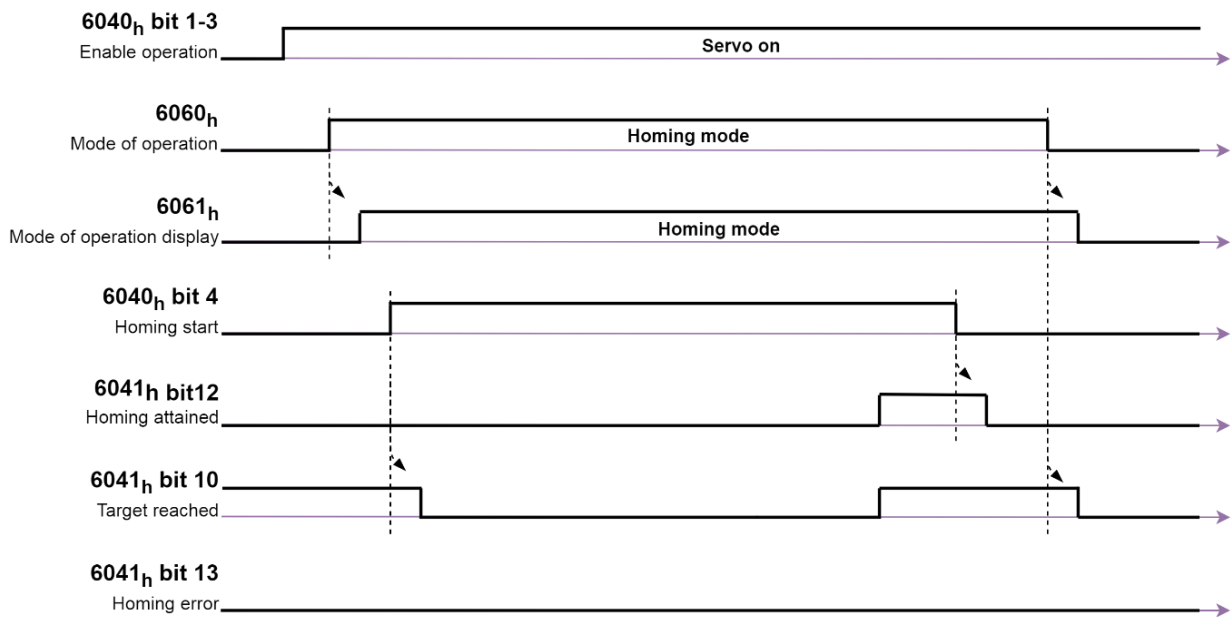 6040h bit 1-3
Enable operation
Servo on
6060h
Mode of operation
Homing mode
6061h
Mode of operation display
Homing mode
6040h bit 4
Homing start
6041h bit12
Homing attained
6041h bit 10
Target reached
6041h bit 13
Homing error